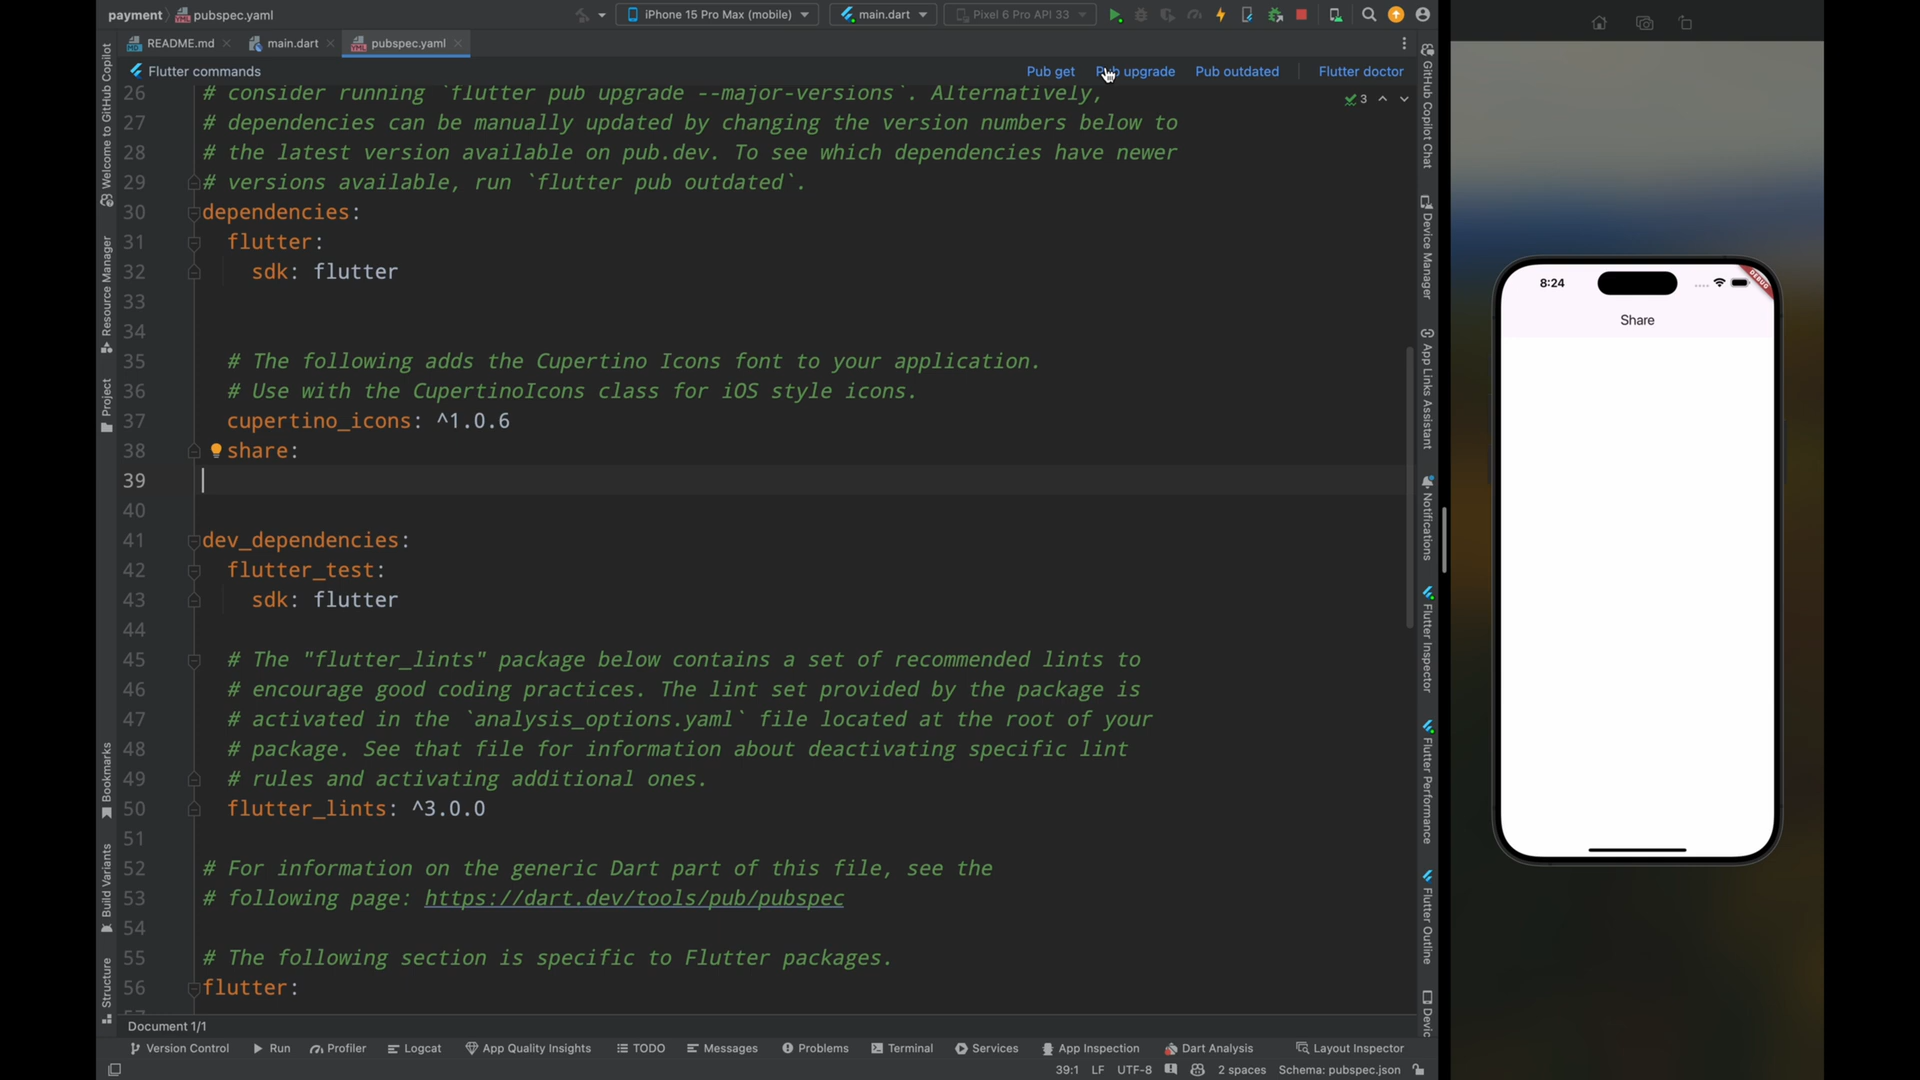 payment
pubspec.yaml
iPhone 15 Pro Max (mobile)
main.dart
Pixel 6 Pro API 33
README.md
main.dart
pubspec.yaml
Flutter commands
Pub get
Pub upgrade
Pub outdated
Flutter doctor
3
26 # consider running `flutter pub upgrade --major-versions`. Alternatively,
27 # dependencies can be manually updated by changing the version numbers below to
28 # the latest version available on pub.dev. To see which dependencies have newer
29 # versions available, run `flutter pub outdated`.
30 dependencies:
31 flutter:
32 sdk: flutter
33
34
35 # The following adds the Cupertino Icons font to your application.
36 # Use with the CupertinoIcons class for iOS style icons.
37 cupertino_icons: ^1.0.6
38 share:
39
40
41 dev_dependencies:
42 flutter_test:
43 sdk: flutter
44
45 # The "flutter_lints" package below contains a set of recommended lints to
46 # encourage good coding practices. The lint set provided by the package is
47 # activated in the `analysis_options.yaml` file located at the root of your
48 # package. See that file for information about deactivating specific lint
49 # rules and activating additional ones.
50 flutter_lints: ^3.0.0
51
52 # For information on the generic Dart part of this file, see the
53 # following page: https://dart.dev/tools/pub/pubspec
54
55 # The following section is specific to Flutter packages.
56 flutter:
Document 1/1
Version Control
Run
Profiler
Logcat
App Quality Insights
TODO
Messages
Problems
Terminal
Services
App Inspection
Dart Analysis
Layout Inspector
39:1
LF
UTF-8
2 spaces
Schema: pubspec.json
Welcome to GitHub Copilot
Resource Manager
Project
Bookmarks
Build Variants
Structure
GitHub Copilot Chat
Device Manager
App Links Assistant
Notifications
Flutter Inspector
Flutter Performance
Flutter Outline
Devic
8:24
DEBUG
Share